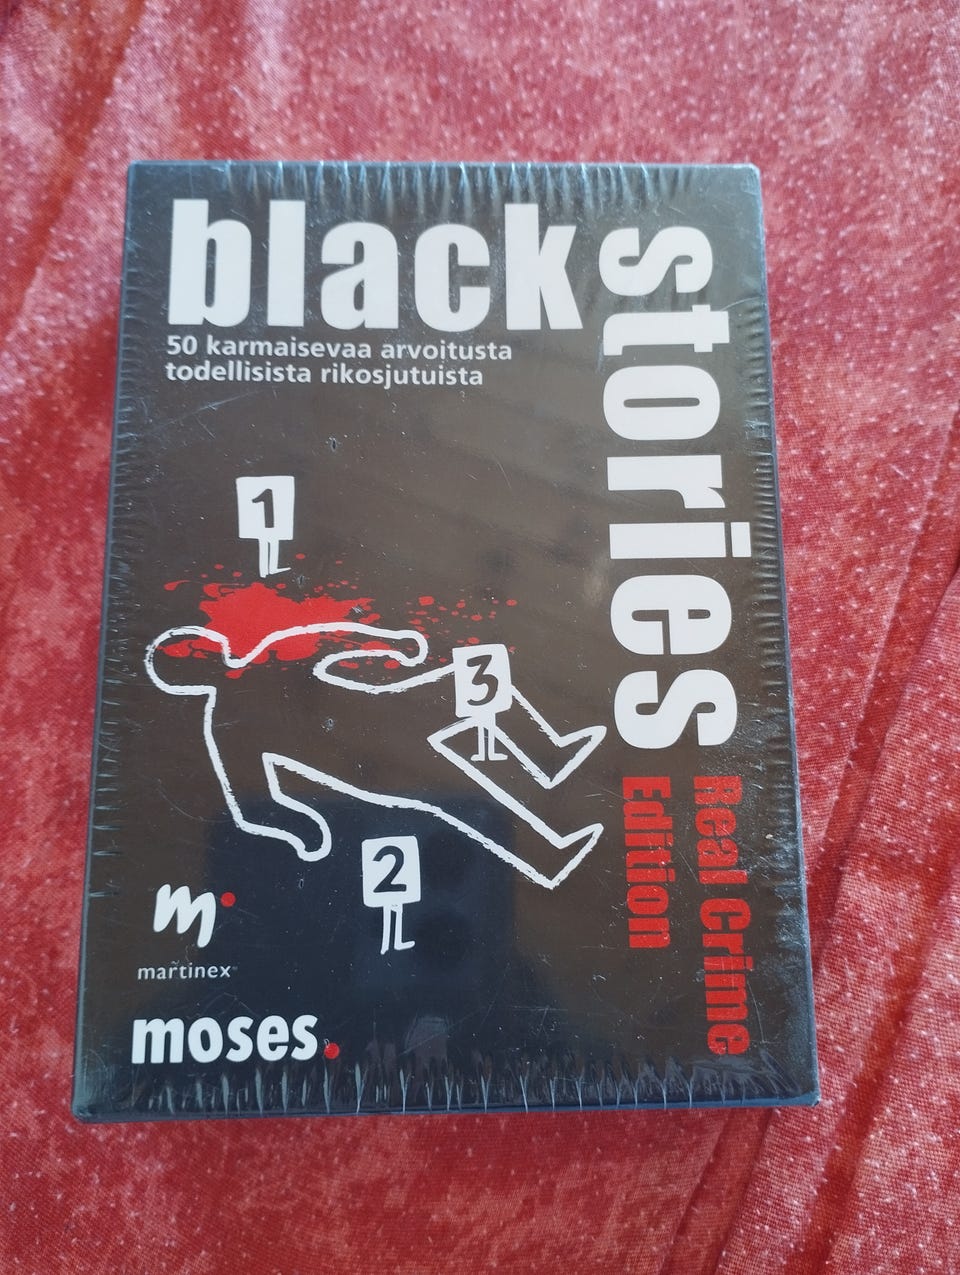 black
stories
50 karmaisevaa arvoitusta
todellisista rikosjutuista
Real Crime
Edition
1
3
2
m
martinex
moses.